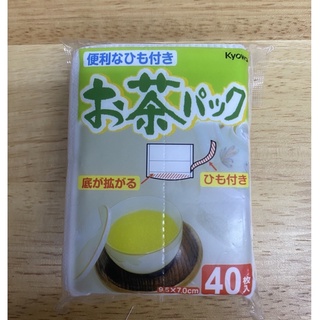 Kyowa
便利なひも付き
お茶パック
底が拡がる
ひも付き
9.5×7.0cm
40枚入